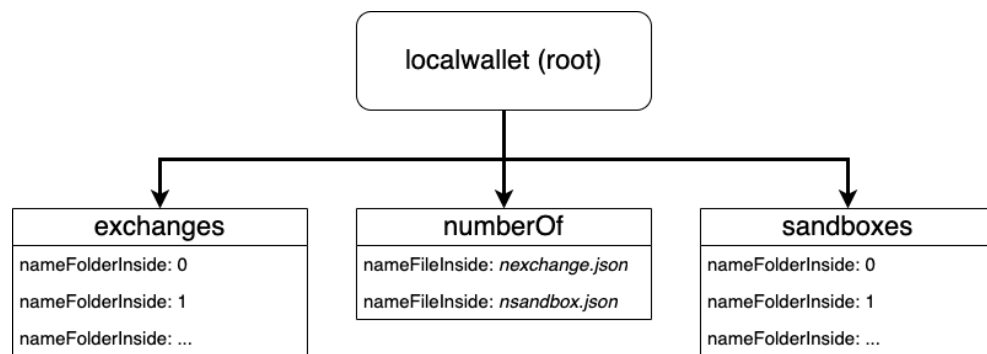 localwallet (root)
exchanges
nameFolderInside: 0
nameFolderInside: 1
nameFolderInside: ...
numberOf
nameFileInside: nexchange.json
nameFileInside: nsandbox.json
sandboxes
nameFolderInside: 0
nameFolderInside: 1
nameFolderInside: ...